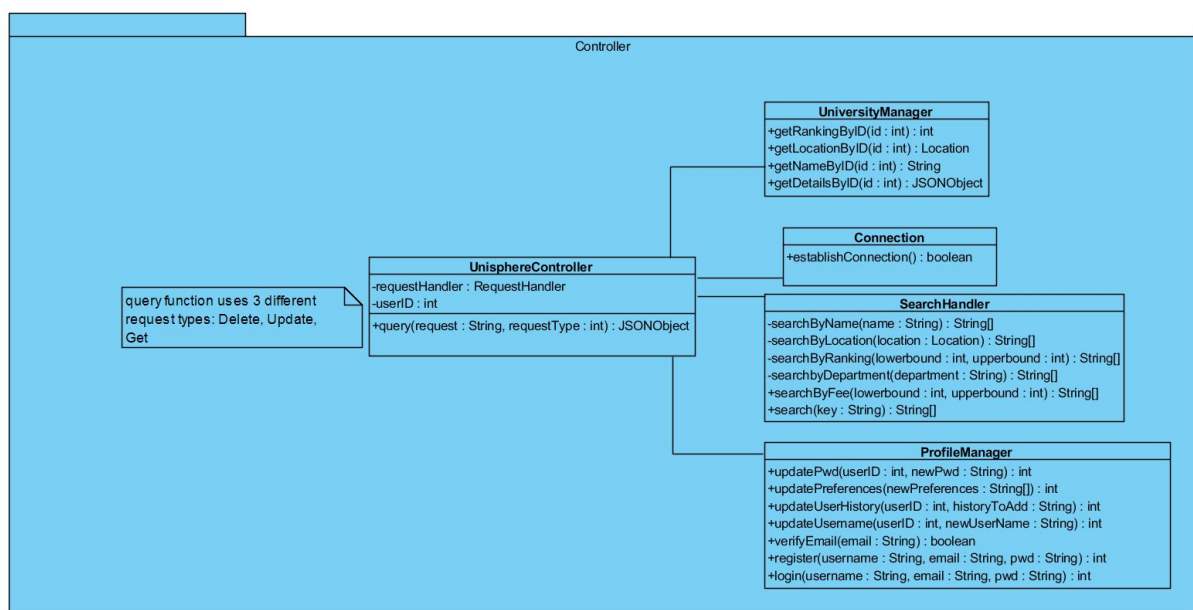 Controller
UniversityManager
+getRankingByID(id : int) : int
+getLocationByID(id : int) : Location
+getNameByID(id : int) : String
+getDetailsByID(id : int) : JSONObject
Connection
+establishConnection() : boolean
UnisphereController
-requestHandler : RequestHandler
-userID : int
+query(request : String, requestType : int) : JSONObject
query function uses 3 different
request types: Delete, Update,
Get
SearchHandler
-searchByName(name : String) : String[]
-searchByLocation(location : Location) : String[]
-searchByRanking(lowerbound : int, upperbound : int) : String[]
-searchbyDepartment(department : String) : String[]
+searchByFee(lowerbound : int, upperbound : int) : String[]
+search(key : String) : String[]
ProfileManager
+updatePwd(userID : int, newPwd : String) : int
+updatePreferences(newPreferences : String[]) : int
+updateUserHistory(userID : int, historyToAdd : String) : int
+updateUsername(userID : int, newUserName : String) : int
+verifyEmail(email : String) : boolean
+register(username : String, email : String, pwd : String) : int
+login(username : String, email : String, pwd : String) : int